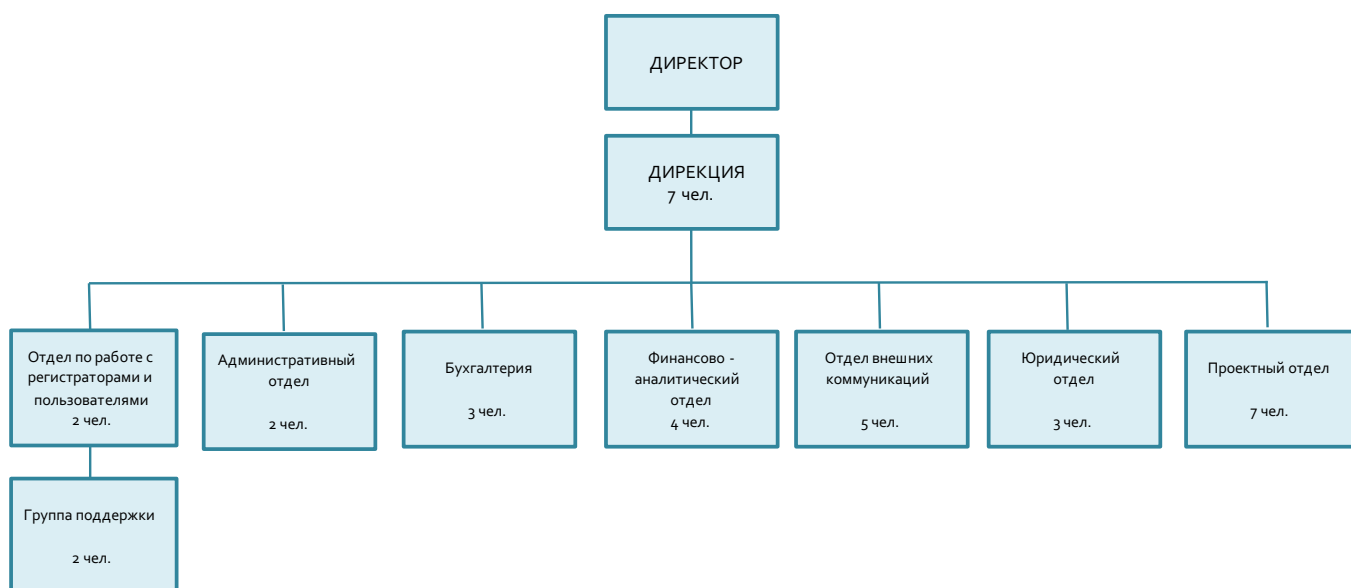 ДИРЕКТОР
ДИРЕКЦИЯ
7 чел.
Отдел по работе с
регистраторами и
пользователями
2 чел.
Административный
отдел
2 чел.
Бухгалтерия
3 чел.
Финансово -
аналитический
отдел
4 чел.
Отдел внешних
коммуникаций
5 чел.
Юридический
отдел
3 чел.
Проектный отдел
7 чел.
Группа поддержки
2 чел.